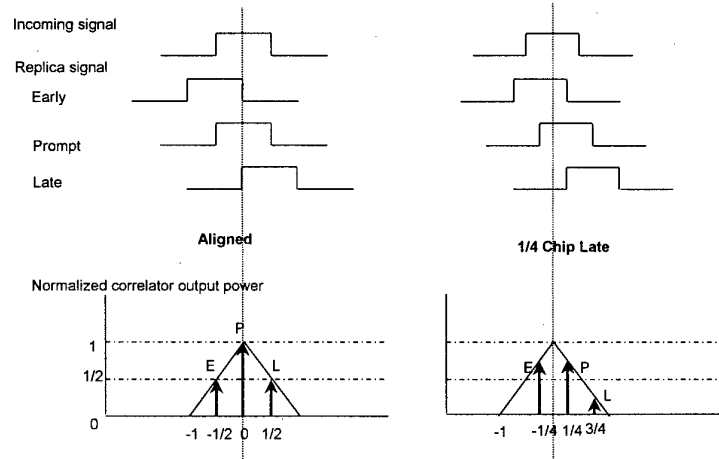 Incoming signal
Replica signal
Early
Prompt
Late
Aligned
1/4 Chip Late
Normalized correlator output power
P
1
E
L
1/2
0
-1
-1/2
0
1/2
E
P
L
-1
-1/4
1/4
3/4